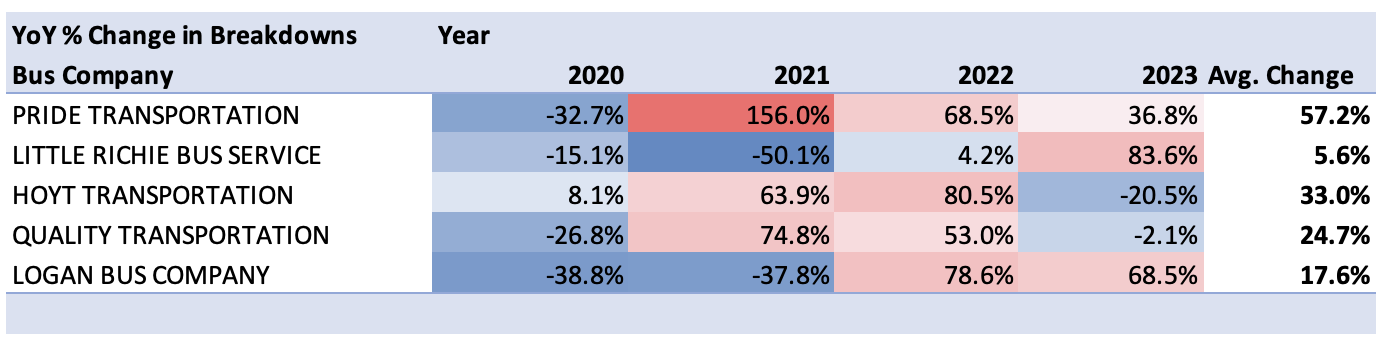 YoY % Change in Breakdowns Year
Bus Company 2020 2021 2022 2023 Avg. Change
PRIDE TRANSPORTATION -32.7% 156.0% 68.5% 36.8% 57.2%
LITTLE RICHIE BUS SERVICE -15.1% -50.1% 4.2% 83.6% 5.6%
HOYT TRANSPORTATION 8.1% 63.9% 80.5% -20.5% 33.0%
QUALITY TRANSPORTATION -26.8% 74.8% 53.0% -2.1% 24.7%
LOGAN BUS COMPANY -38.8% -37.8% 78.6% 68.5% 17.6%